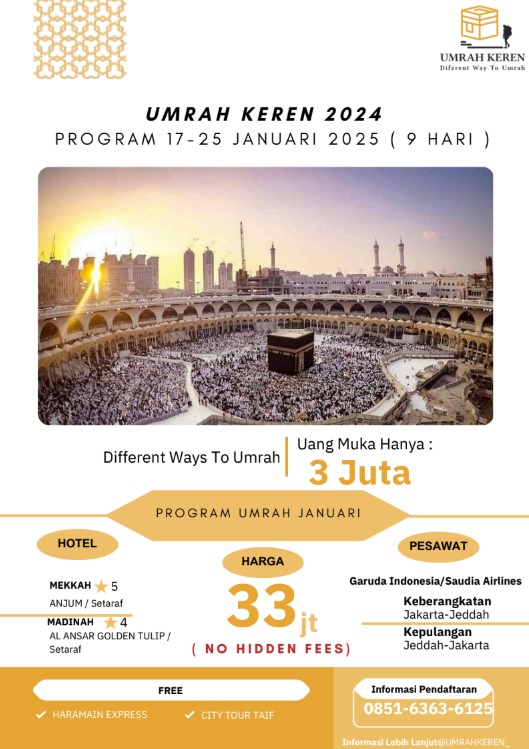 UMRAH KEREN
Diferent Way To Umrah
UMRAH KEREN 2024
PROGRAM 17-25 JANUARI 2025 ( 9 HARI )
Different Ways To Umrah
Uang Muka Hanya :
3 Juta
PROGRAM UMRAH JANUARI
HOTEL
MEKKAH ★ 5
ANJUM / Setaraf
MADINAH ★ 4
AL ANSAR GOLDEN TULIP /
Setaraf
HARGA
33 jt
( NO HIDDEN FEES)
PESAWAT
Garuda Indonesia/Saudia Airlines
Keberangkatan
Jakarta-Jeddah
Kepulangan
Jeddah-Jakarta
FREE
✓ HARAMAIN EXPRESS
✓ CITY TOUR TAIF
Informasi Pendaftaran
0851-6363-6125
Informasi Lebih Lanjut@UMRAHKEREN_